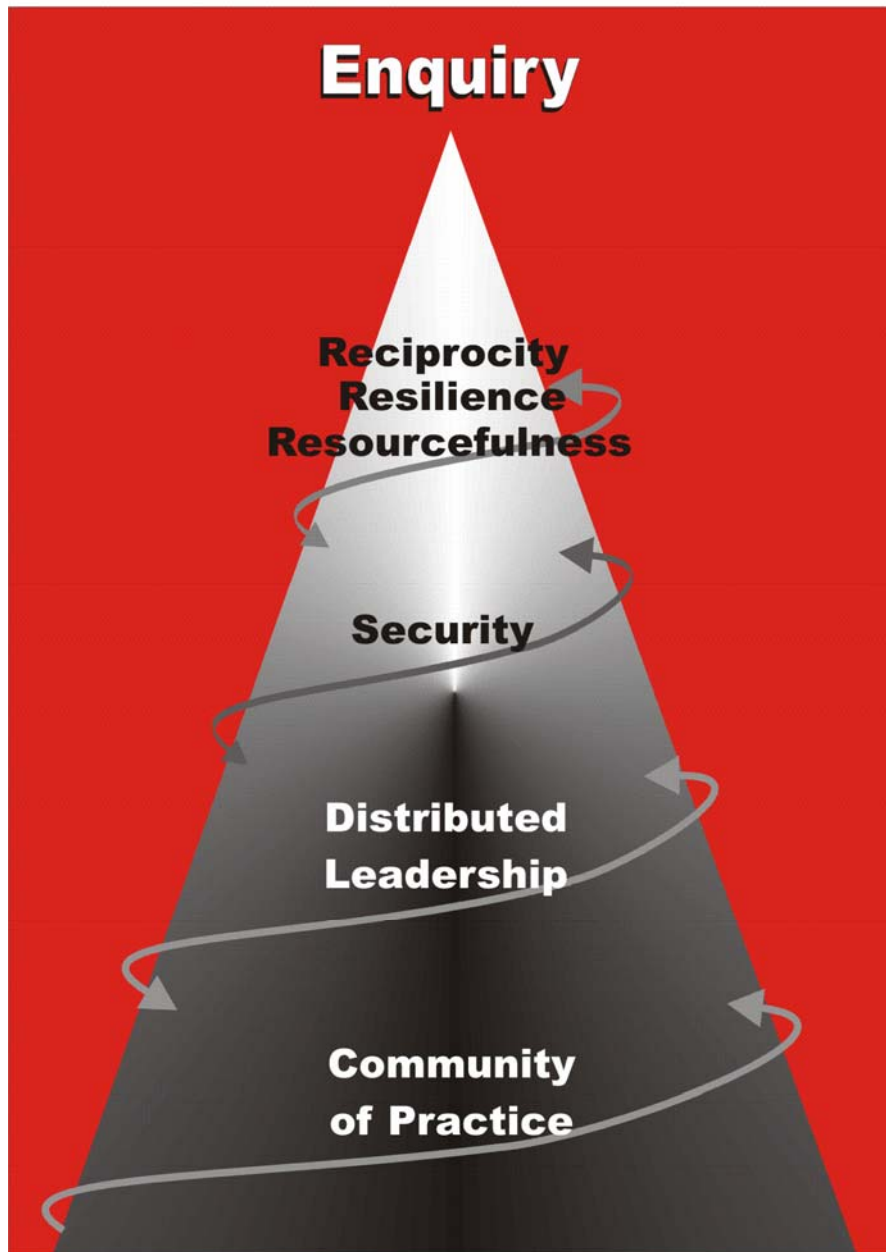 Enquiry
Reciprocity
Resilience
Resourcefulness
Security
Distributed
Leadership
Community
of Practice